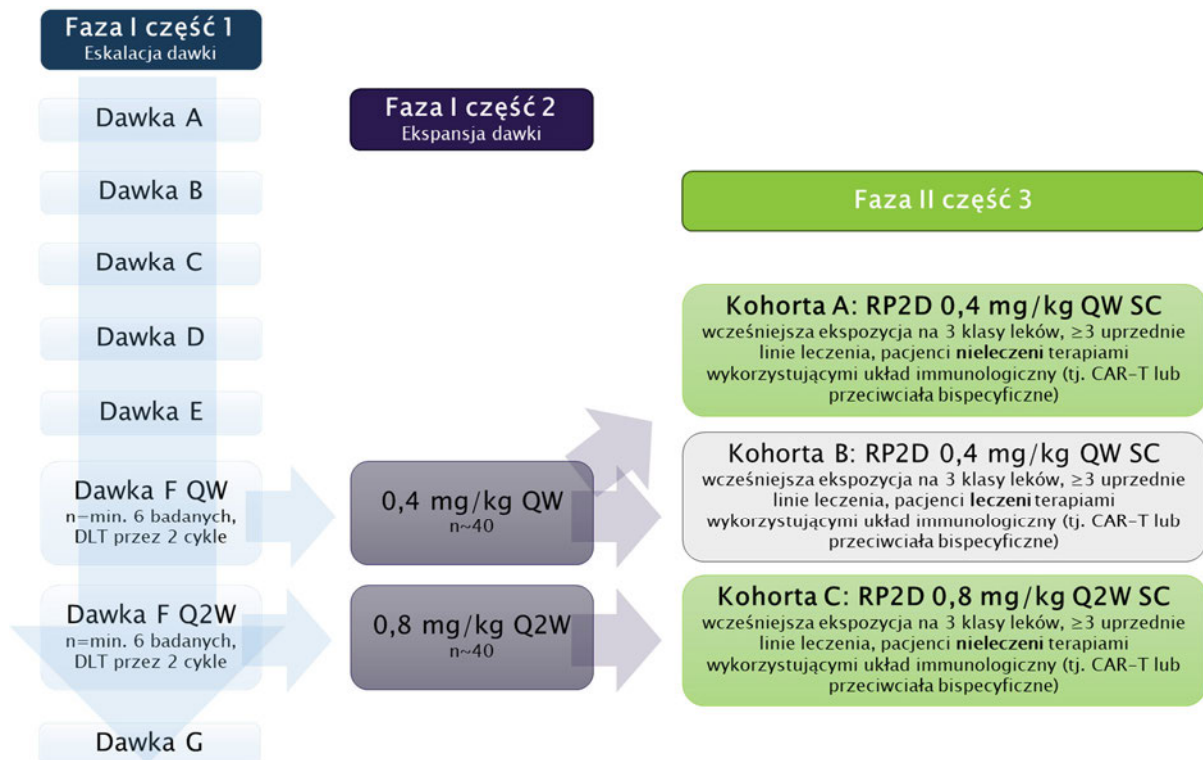 Faza I część 1
Eskalacja dawki
Dawka A
Dawka B
Dawka C
Dawka D
Dawka E
Dawka F QW
n=min. 6 badanych,
DLT przez 2 cykle
Dawka F Q2W
n=min. 6 badanych,
DLT przez 2 cykle
Dawka G
Faza I część 2
Ekspansja dawki
0,4 mg/kg QW
n~40
0,8 mg/kg Q2W
n~40
Faza II część 3
Kohorta A: RP2D 0,4 mg/kg QW SC
wcześniejsza ekspozycja na 3 klasy leków, ≥3 uprzednie
linie leczenia, pacjenci nieleczeni terapiami
wykorzystującymi układ immunologiczny (tj. CAR-T lub
przeciwciała bispecyficzne)
Kohorta B: RP2D 0,4 mg/kg QW SC
wcześniejsza ekspozycja na 3 klasy leków, ≥3 uprzednie
linie leczenia, pacjenci leczeni terapiami
wykorzystującymi układ immunologiczny (tj. CAR-T lub
przeciwciała bispecyficzne)
Kohorta C: RP2D 0,8 mg/kg Q2W SC
wcześniejsza ekspozycja na 3 klasy leków, ≥3 uprzednie
linie leczenia, pacjenci nieleczeni terapiami
wykorzystującymi układ immunologiczny (tj. CAR-T lub
przeciwciała bispecyficzne)